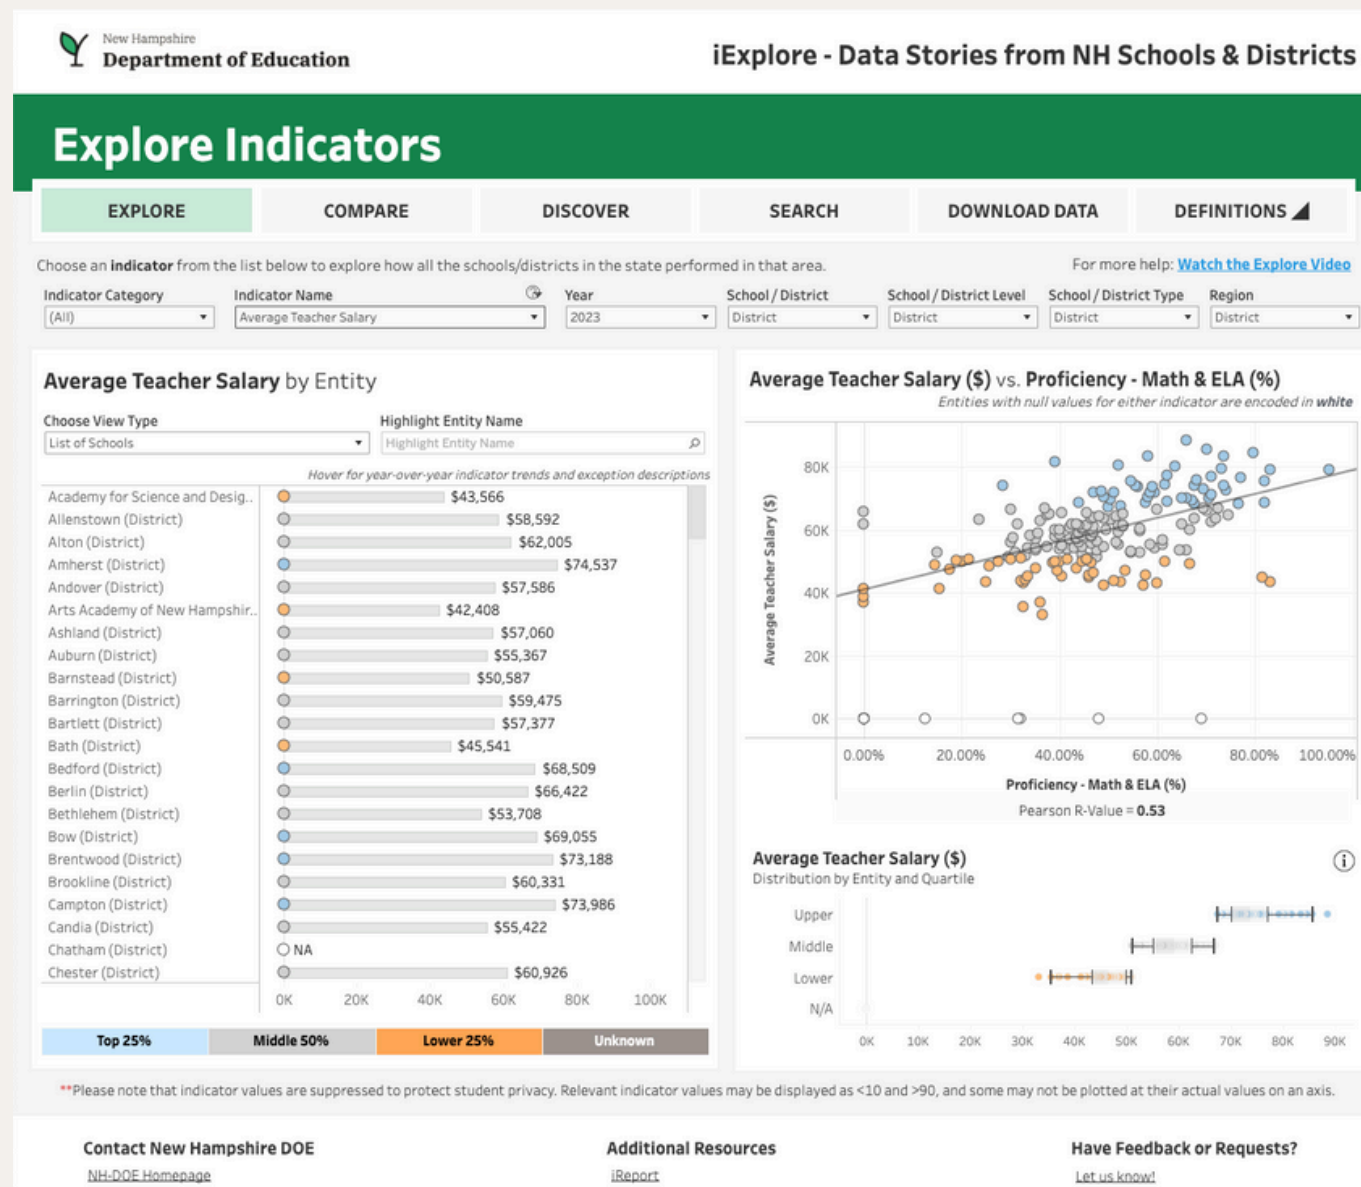 New Hampshire
Department of Education
iExplore - Data Stories from NH Schools & Districts
Explore Indicators
EXPLORE
COMPARE
DISCOVER
SEARCH
DOWNLOAD DATA
DEFINITIONS
Choose an indicator from the list below to explore how all the schools/districts in the state performed in that area.
For more help: Watch the Explore Video
Indicator Category
Indicator Name
Year
School / District
School / District Level
School / District Type
Region
(All)
Average Teacher Salary
2023
District
District
District
District
Average Teacher Salary by Entity
Choose View Type
Highlight Entity Name
List of Schools
Highlight Entity Name
Hover for year-over-year indicator trends and exception descriptions
Academy for Science and Desig.. $43,566
Allenstown (District) $58,592
Alton (District) $62,005
Amherst (District) $74,537
Andover (District) $57,586
Arts Academy of New Hampshir.. $42,408
Ashland (District) $57,060
Auburn (District) $55,367
Barnstead (District) $50,587
Barrington (District) $59,475
Bartlett (District) $57,377
Bath (District) $45,541
Bedford (District) $68,509
Berlin (District) $66,422
Bethlehem (District) $53,708
Bow (District) $69,055
Brentwood (District) $73,188
Brookline (District) $60,331
Campton (District) $73,986
Candia (District) $55,422
Chatham (District) NA
Chester (District) $60,926
0K 20K 40K 60K 80K 100K
Top 25%
Middle 50%
Lower 25%
Unknown
Average Teacher Salary ($) vs. Proficiency - Math & ELA (%)
Entities with null values for either indicator are encoded in white
Average Teacher Salary ($)
80K
60K
40K
20K
0K
0.00% 20.00% 40.00% 60.00% 80.00% 100.00%
Proficiency - Math & ELA (%)
Pearson R-Value = 0.53
Average Teacher Salary ($)
Distribution by Entity and Quartile
i
Upper
Middle
Lower
N/A
0K 10K 20K 30K 40K 50K 60K 70K 80K 90K
**Please note that indicator values are suppressed to protect student privacy. Relevant indicator values may be displayed as <10 and >90, and some may not be plotted at their actual values on an axis.
Contact New Hampshire DOE
NH-DOE Homepage
Additional Resources
iReport
Have Feedback or Requests?
Let us know!